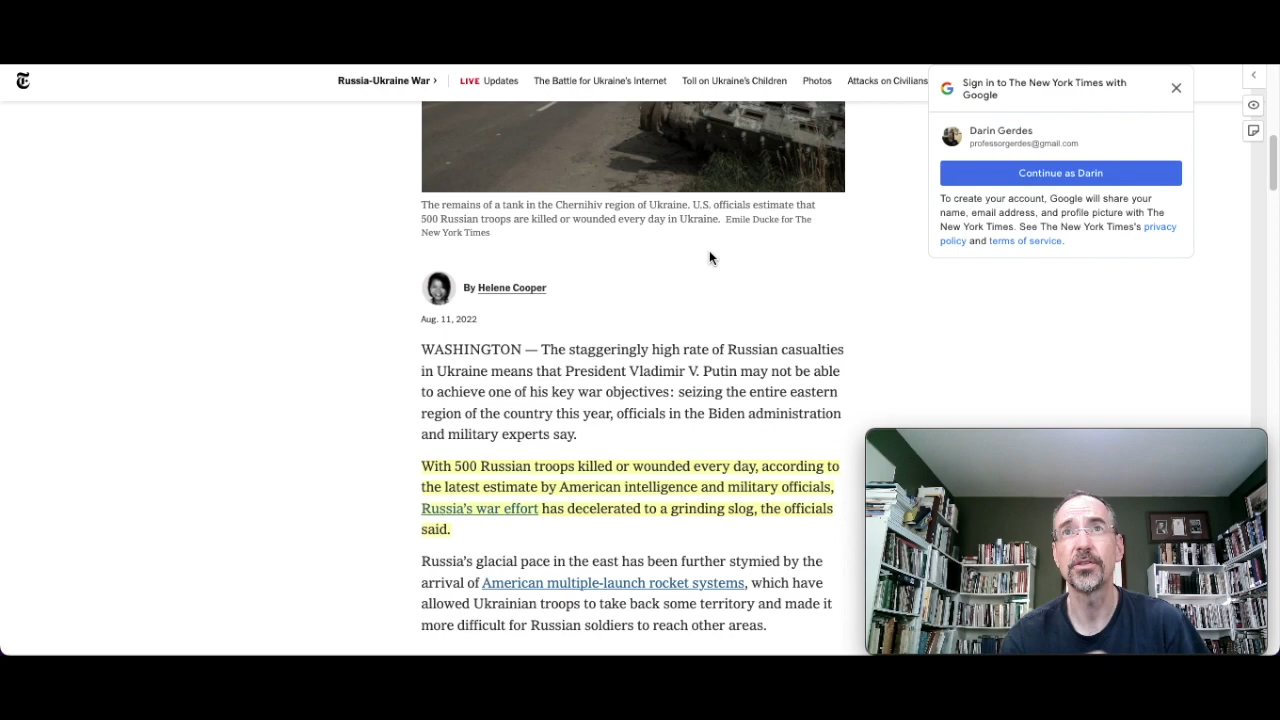 Russia-Ukraine War ›
LIVE Updates
The Battle for Ukraine's Internet
Toll on Ukraine's Children
Photos
Attacks on Civilians
Sign in to The New York Times with
Google
Darin Gerdes
professorgerdes@gmail.com
Continue as Darin
To create your account, Google will share your
name, email address, and profile picture with The
New York Times. See The New York Times's privacy
policy and terms of service.
The remains of a tank in the Chernihiv region of Ukraine. U.S. officials estimate that
500 Russian troops are killed or wounded every day in Ukraine. Emile Ducke for The
New York Times
By Helene Cooper
Aug. 11, 2022
WASHINGTON — The staggeringly high rate of Russian casualties
in Ukraine means that President Vladimir V. Putin may not be able
to achieve one of his key war objectives: seizing the entire eastern
region of the country this year, officials in the Biden administration
and military experts say.
With 500 Russian troops killed or wounded every day, according to
the latest estimate by American intelligence and military officials,
Russia's war effort has decelerated to a grinding slog, the officials
said.
Russia's glacial pace in the east has been further stymied by the
arrival of American multiple-launch rocket systems, which have
allowed Ukrainian troops to take back some territory and made it
more difficult for Russian soldiers to reach other areas.